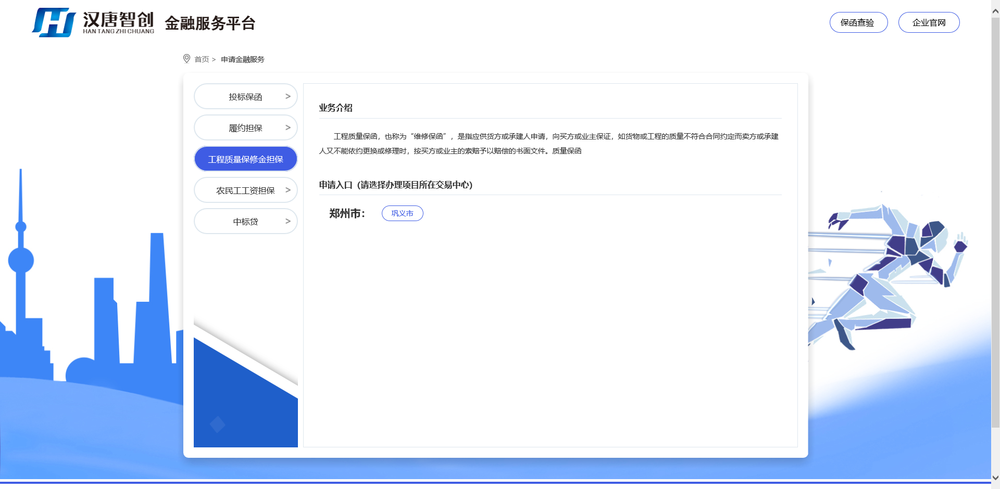 汉唐智创
HANTANGZHICHUANG
金融服务平台
保函查验
企业官网
首页 > 申请金融服务
投标保函 >
履约担保 >
工程质量保修金担保
农民工工资担保 >
中标贷 >
业务介绍
工程质量保函，也称为“维修保函”，是指应供货方或承建人申请，向买方或业主保证，如货物或工程的质量不符合合同约定而卖方或承建
人又不能依约更换或修理时，按买方或业主的索赔予以赔偿的书面文件。质量保函
申请入口（请选择办理项目所在交易中心）
郑州市：
巩义市